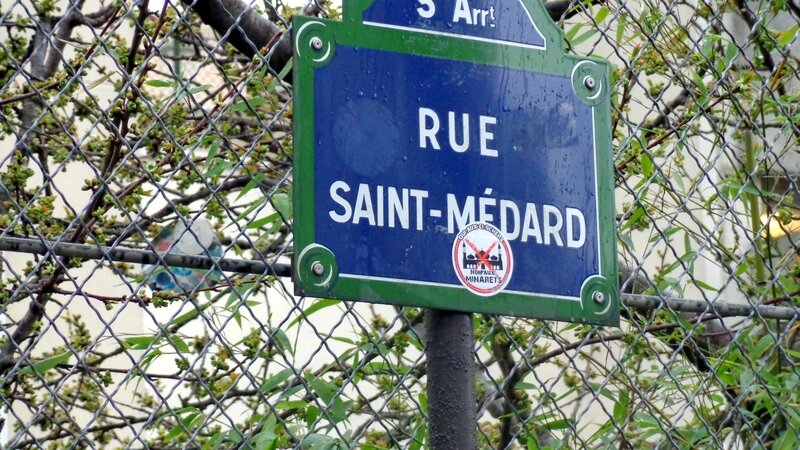 5 Arrt
RUE
SAINT-MÉDARD
NON AUX
MINARETS